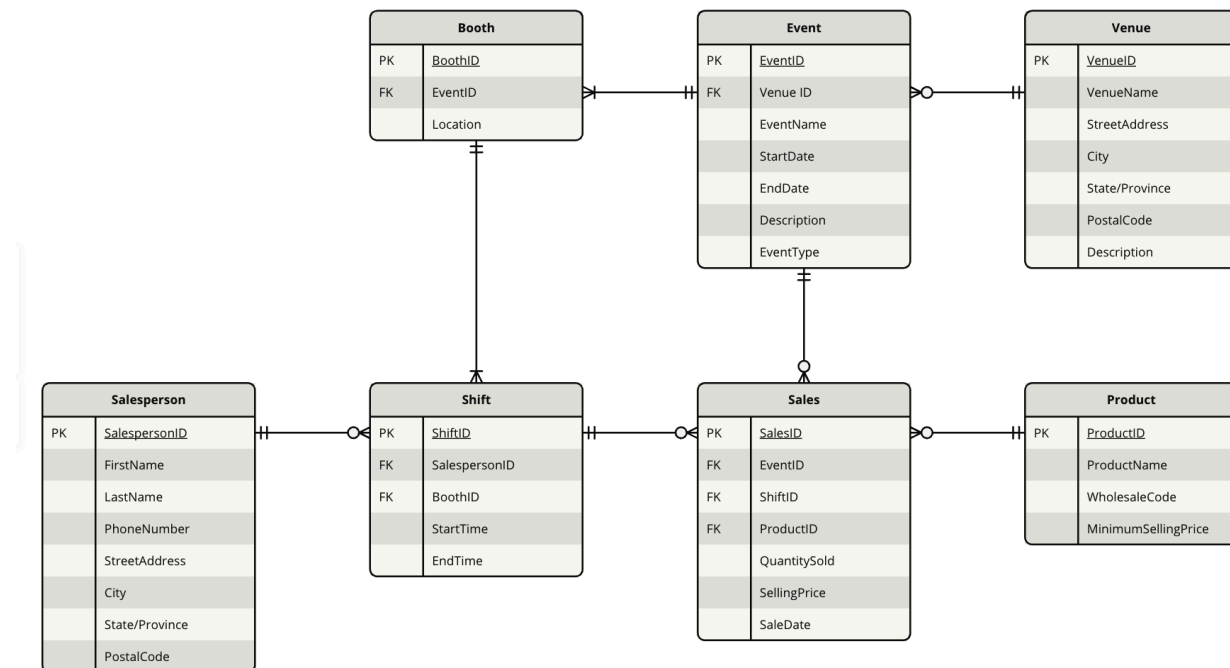 Booth
PK BoothID
FK EventID
Location
Event
PK EventID
FK Venue ID
EventName
StartDate
EndDate
Description
EventType
Venue
PK VenueID
VenueName
StreetAddress
City
State/Province
PostalCode
Description
Salesperson
PK SalespersonID
FirstName
LastName
PhoneNumber
StreetAddress
City
State/Province
PostalCode
Shift
PK ShiftID
FK SalespersonID
FK BoothID
StartTime
EndTime
Sales
PK SalesID
FK EventID
FK ShiftID
FK ProductID
QuantitySold
SellingPrice
SaleDate
Product
PK ProductID
ProductName
WholesaleCode
MinimumSellingPrice